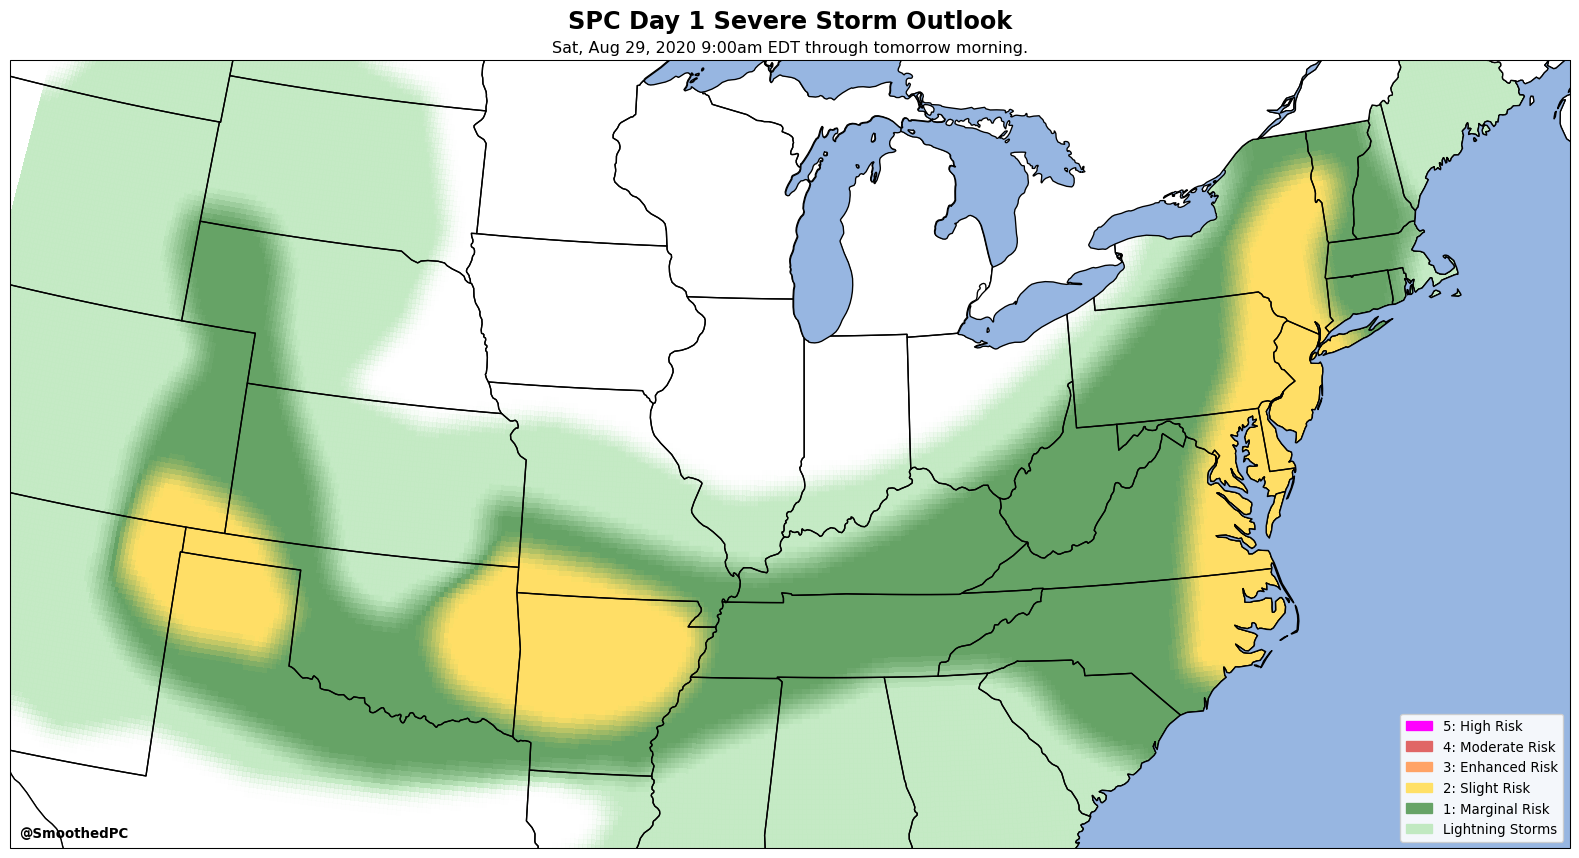 SPC Day 1 Severe Storm Outlook
Sat, Aug 29, 2020 9:00am EDT through tomorrow morning.
5: High Risk
4: Moderate Risk
3: Enhanced Risk
2: Slight Risk
1: Marginal Risk
Lightning Storms
@SmoothedPC